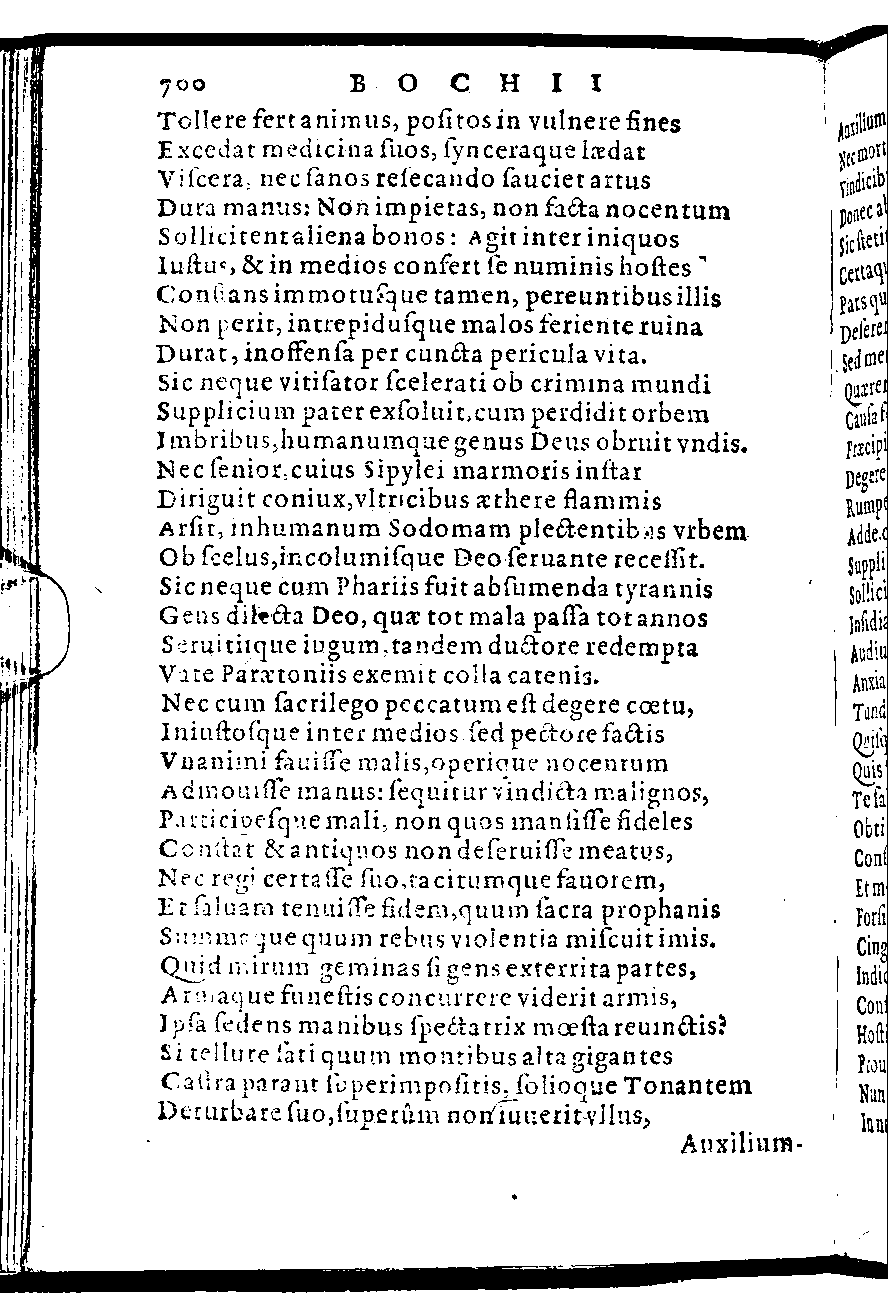 700 BOCHII
Tollere fert animus, poſitos in vulnere fines
Excedat medicina ſuos, ſynceraque lædat
Viſcera, nec ſanos reſecando ſauciet artus
Dura manus: Non impietas, non facta nocentum
Sollicitent aliena bonos: Agit inter iniquos
Iuſtus, & in medios confert ſe numinis hoſtes
Conſtans immotuſque tamen, pereuntibus illis
Non perit, intrepiduſque malos feriente ruina
Durat, inoffenſa per cuncta pericula vita.
Sic neque vitiſator ſcelerati ob crimina mundi
Supplicium pater exſoluit, cum perdidit orbem
Imbribus, humanumque genus Deus obruit vndis.
Nec ſenior, cuius Sipylei marmoris inſtar
Diriguit coniux, vltricibus æthere flammis
Arſit, inhumanum Sodomam plectentibus vrbem
Ob ſcelus, incolumiſque Deo ſeruante receſſit.
Sic neque cum Phariis fuit abſumenda tyrannis
Gens dilecta Deo, quæ tot mala paſſa tot annos
Seruitiique iugum, tandem ductore redempta
Vate Parætoniis exemit colla catenis.
Nec cum ſacrilego peccatum eſt degere cœtu,
Iniuſtoſque inter medios ſed pectore factis
Vnanimi fauiſſe malis, operique nocentum
Admouiſſe manus: ſequitur vindicta malignos,
Participeſque mali, non quos manſiſſe fideles
Conſtat & antiquos non deſeruiſſe meatus,
Nec regi certaſſe ſuo, tacitumque fauorem,
Et ſaluam tenuiſſe fidem, quum ſacra prophanis
Summaque quum rebus violentia miſcuit imis.
Quid mirum geminas ſi gens exterrita partes,
Armaque funeſtis concurrere viderit armis,
Ipſa ſedens manibus ſpectatrix mœſta reuinctis?
Si tellure ſati quum montibus alta gigantes
Caſtra parant ſuperimpoſitis, ſolioque Tonantem
Deturbare ſuo, ſuperûm non iuuerit vllus,
Auxilium-
Auxilium
Nec mort
Vindicib
Donec a
Sic ſtetit
Certaq
Pars qu
Deſerer
Sed me
Quærer
Cauſa
Præcipi
Degere
Rumpe
Adde
Suppli
Sollici
Inſidia
Audiu
Anxia
Tund
Quiſq
Quis
Te ſa
Obti
Conſ
Et m
Forſi
Cing
Indic
Conſ
Hoſt
Prou
Nun
Innu